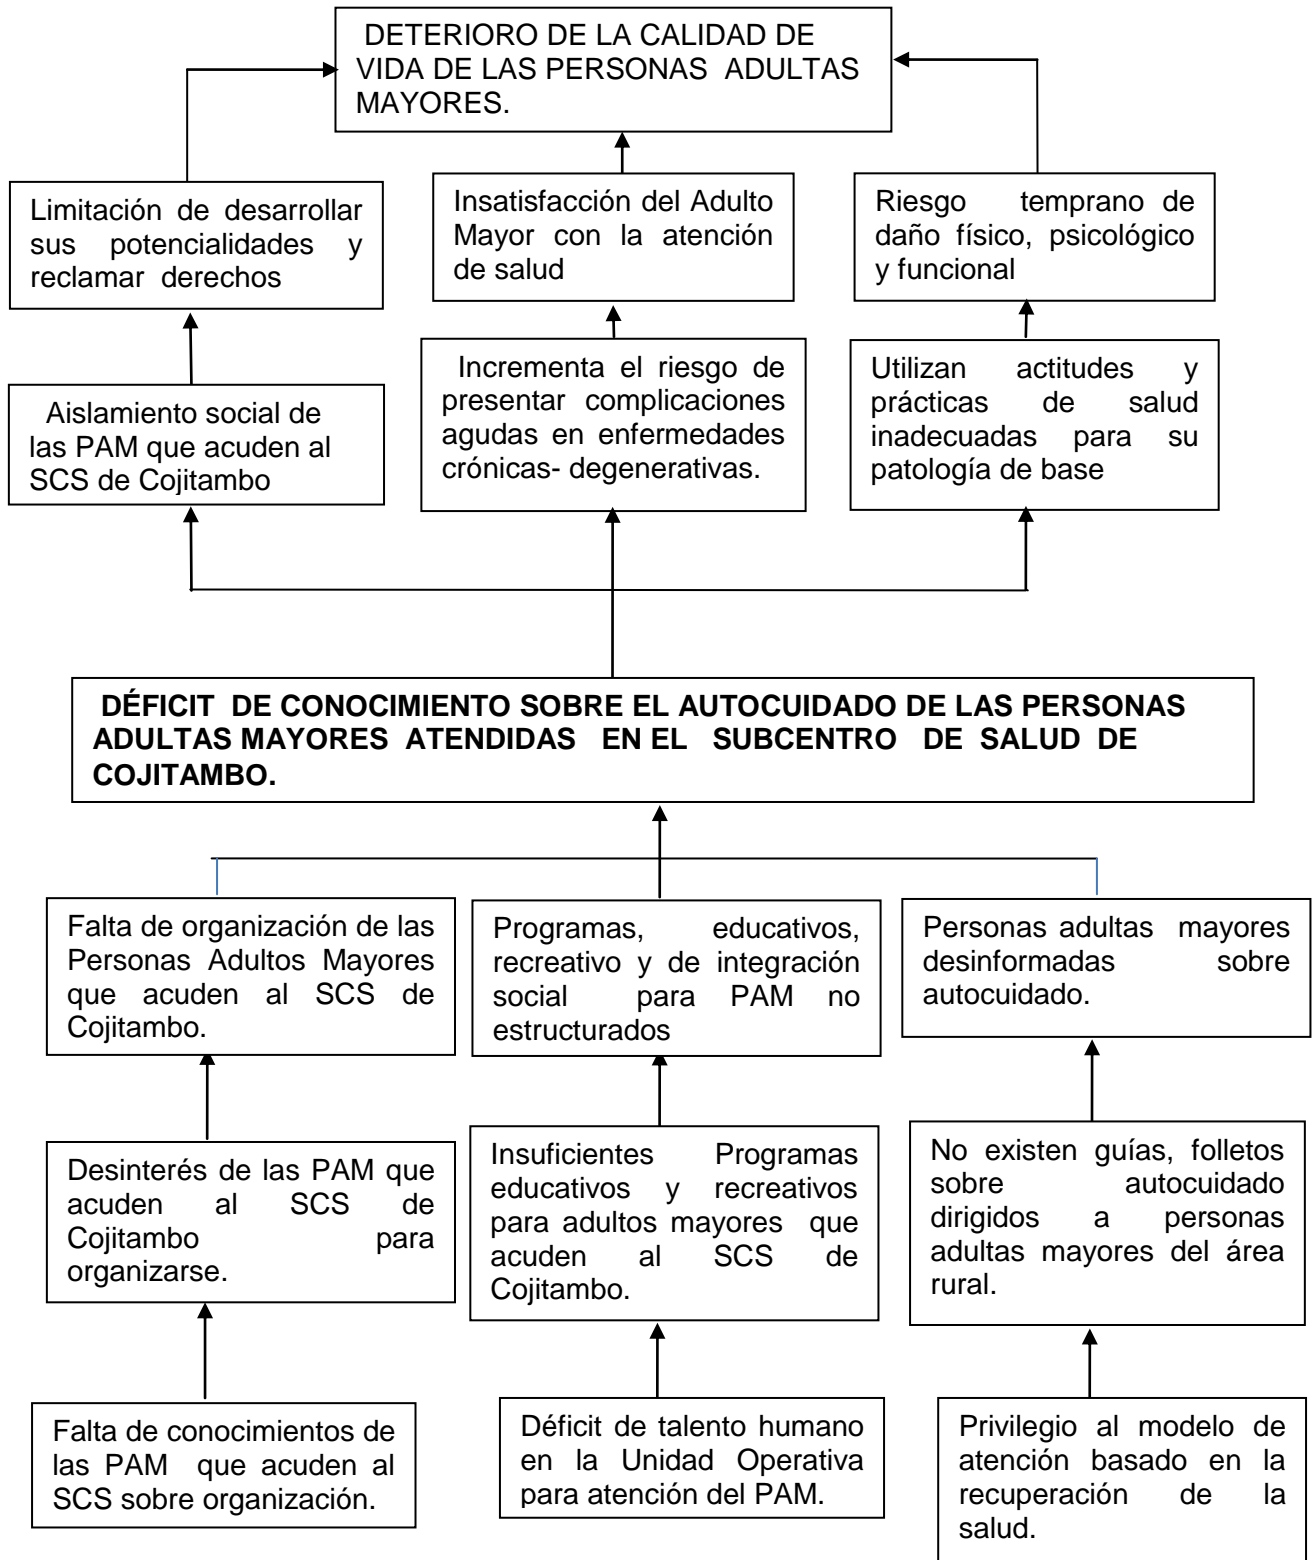 DETERIORO DE LA CALIDAD DE
VIDA DE LAS PERSONAS ADULTAS
MAYORES.
Limitación de desarrollar
sus potencialidades y
reclamar derechos
Insatisfacción del Adulto
Mayor con la atención
de salud
Riesgo temprano de
daño físico, psicológico
y funcional
Aislamiento social de
las PAM que acuden al
SCS de Cojitambo
Incrementa el riesgo de
presentar complicaciones
agudas en enfermedades
crónicas- degenerativas.
Utilizan actitudes y
prácticas de salud
inadecuadas para su
patología de base
DÉFICIT DE CONOCIMIENTO SOBRE EL AUTOCUIDADO DE LAS PERSONAS
ADULTAS MAYORES ATENDIDAS EN EL SUBCENTRO DE SALUD DE
COJITAMBO.
Falta de organización de las
Personas Adultos Mayores
que acuden al SCS de
Cojitambo.
Programas, educativos,
recreativo y de integración
social para PAM no
estructurados
Personas adultas mayores
desinformadas sobre
autocuidado.
Desinterés de las PAM que
acuden al SCS de
Cojitambo para
organizarse.
Insuficientes Programas
educativos y recreativos
para adultos mayores que
acuden al SCS de
Cojitambo.
No existen guías, folletos
sobre autocuidado
dirigidos a personas
adultas mayores del área
rural.
Falta de conocimientos de
las PAM que acuden al
SCS sobre organización.
Déficit de talento humano
en la Unidad Operativa
para atención del PAM.
Privilegio al modelo de
atención basado en la
recuperación de la
salud.